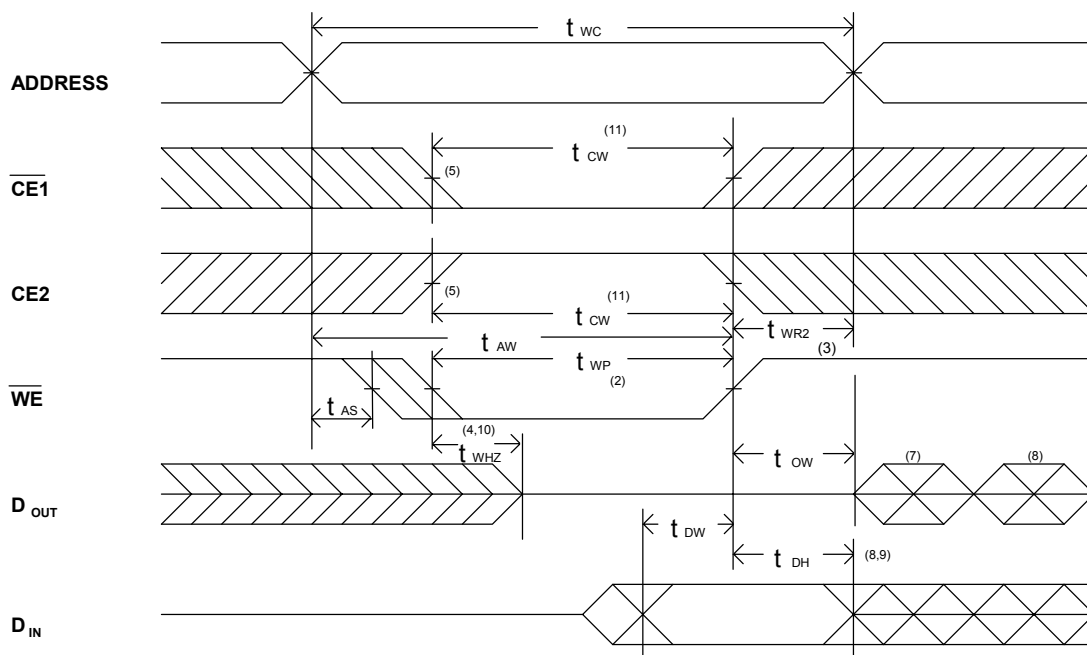 t WC
ADDRESS
(11)
t CW
CE1
(5)
CE2
(5)
(11)
t CW
t WR2
t AW
(3)
t WP
(2)
WE
t AS
(4,10)
t WHZ
t OW
(7)
(8)
D OUT
t DW
t DH
(8,9)
D IN